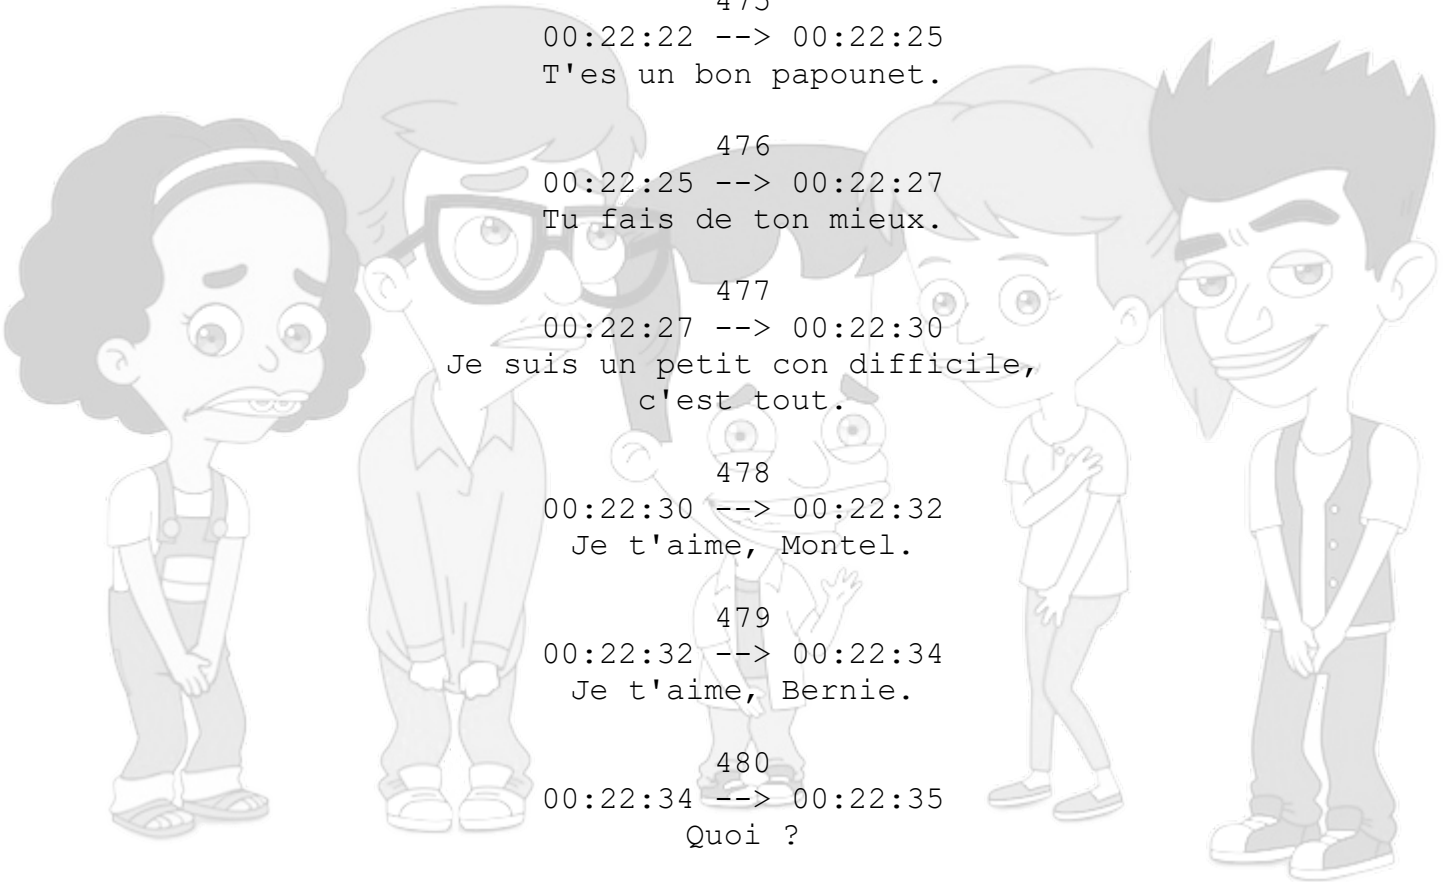 475
00:22:22 --> 00:22:25
T'es un bon papounet.
476
00:22:25 --> 00:22:27
Tu fais de ton mieux.
477
00:22:27 --> 00:22:30
Je suis un petit con difficile,
c'est tout.
478
00:22:30 --> 00:22:32
Je t'aime, Montel.
479
00:22:32 --> 00:22:34
Je t'aime, Bernie.
480
00:22:34 --> 00:22:35
Quoi ?